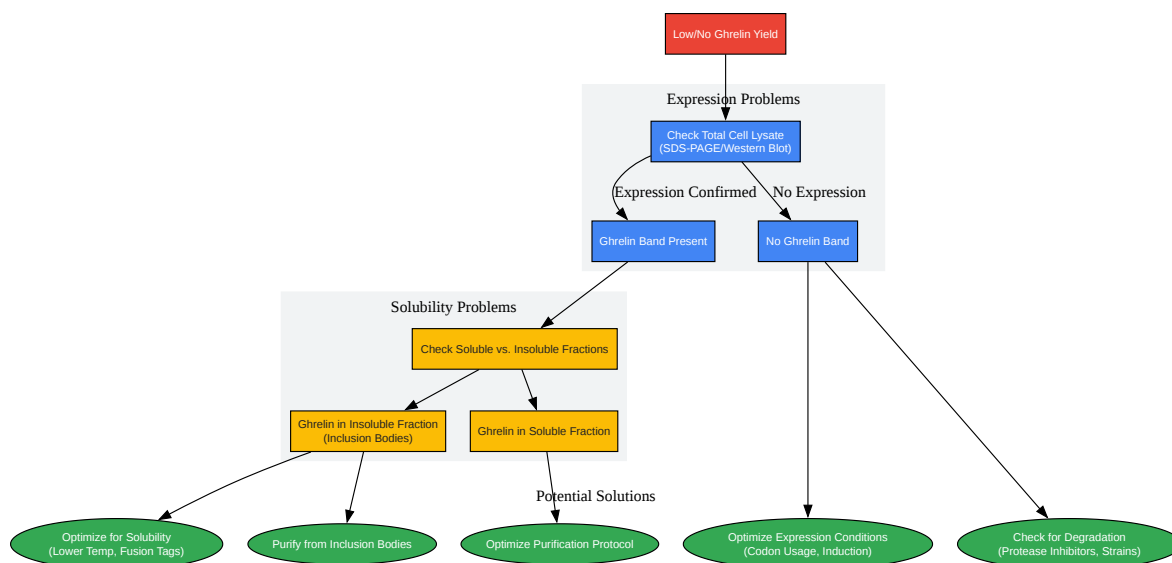 Low/No Ghrelin Yield
Expression Problems
Check Total Cell Lysate
(SDS-PAGE/Western Blot)
Expression Confirmed
No Expression
Ghrelin Band Present
No Ghrelin Band
Solubility Problems
Check Soluble vs. Insoluble Fractions
Ghrelin in Insoluble Fraction
(Inclusion Bodies)
Ghrelin in Soluble Fraction
Potential Solutions
Optimize for Solubility
(Lower Temp, Fusion Tags)
Purify from Inclusion Bodies
Optimize Purification Protocol
Optimize Expression Conditions
(Codon Usage, Induction)
Check for Degradation
(Protease Inhibitors, Strains)